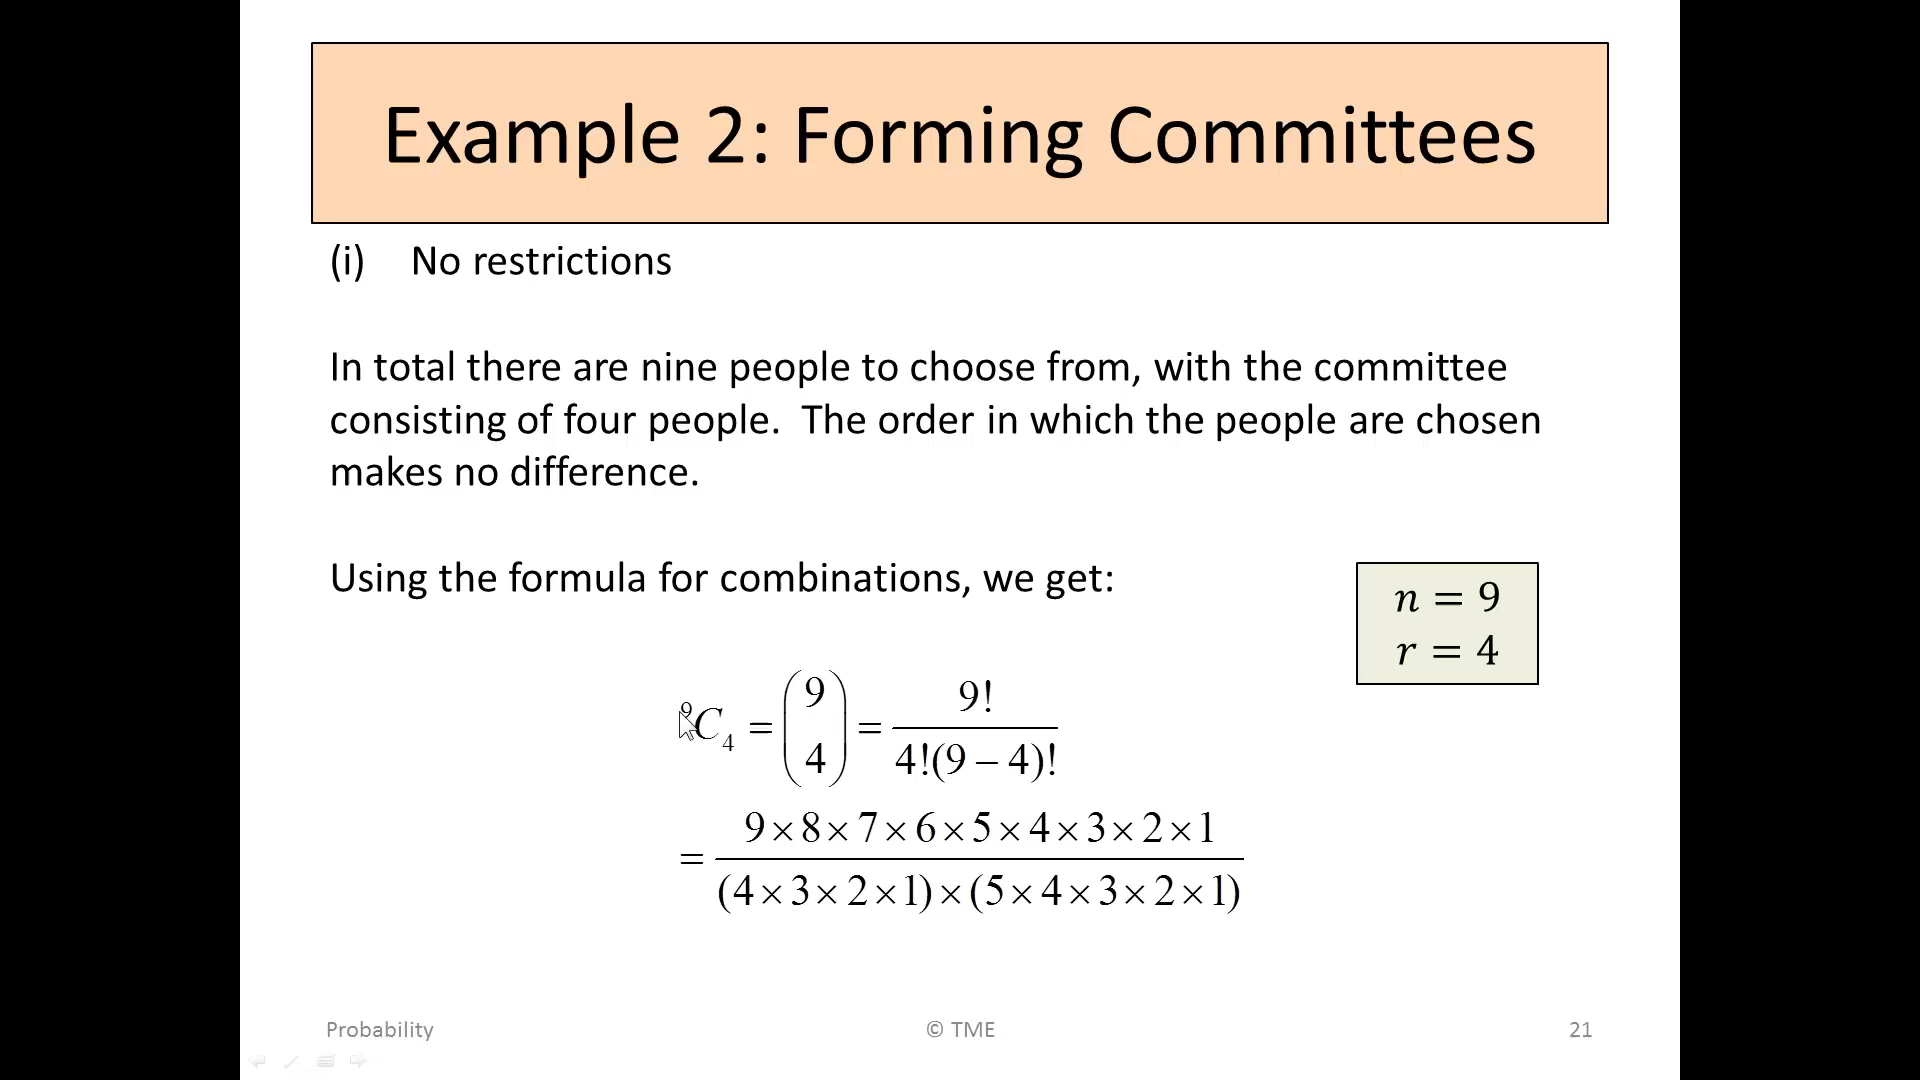 Example 2: Forming Committees
(i) No restrictions
In total there are nine people to choose from, with the committee
consisting of four people. The order in which the people are chosen
makes no difference.
Using the formula for combinations, we get:
n = 9
r = 4
⁹C₄ = (9 4) = 9! / 4!(9 − 4)!
= 9×8×7×6×5×4×3×2×1 / (4×3×2×1)×(5×4×3×2×1)
Probability © TME 21